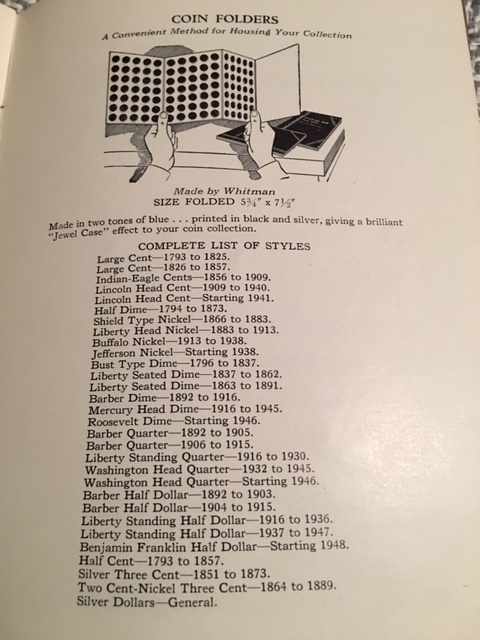 COIN FOLDERS
A Convenient Method for Housing Your Collection
Made by Whitman
SIZE FOLDED 5¾" x 7½"
Made in two tones of blue . . . printed in black and silver, giving a brilliant
"Jewel Case" effect to your coin collection.
COMPLETE LIST OF STYLES
Large Cent—1793 to 1825.
Large Cent—1826 to 1857.
Indian-Eagle Cents—1856 to 1909.
Lincoln Head Cent—1909 to 1940.
Lincoln Head Cent—Starting 1941.
Half Dime—1794 to 1873.
Shield Type Nickel—1866 to 1883.
Liberty Head Nickel—1883 to 1913.
Buffalo Nickel—1913 to 1938.
Jefferson Nickel—Starting 1938.
Bust Type Dime—1796 to 1837.
Liberty Seated Dime—1837 to 1862.
Liberty Seated Dime—1863 to 1891.
Barber Dime—1892 to 1916.
Mercury Head Dime—1916 to 1945.
Roosevelt Dime—Starting 1946.
Barber Quarter—1892 to 1905.
Barber Quarter—1906 to 1915.
Liberty Standing Quarter—1916 to 1930.
Washington Head Quarter—1932 to 1945.
Washington Head Quarter—Starting 1946.
Barber Half Dollar—1892 to 1903.
Barber Half Dollar—1904 to 1915.
Liberty Standing Half Dollar—1916 to 1936.
Liberty Standing Half Dollar—1937 to 1947.
Benjamin Franklin Half Dollar—Starting 1948.
Half Cent—1793 to 1857.
Silver Three Cent—1851 to 1873.
Two Cent-Nickel Three Cent—1864 to 1889.
Silver Dollars—General.